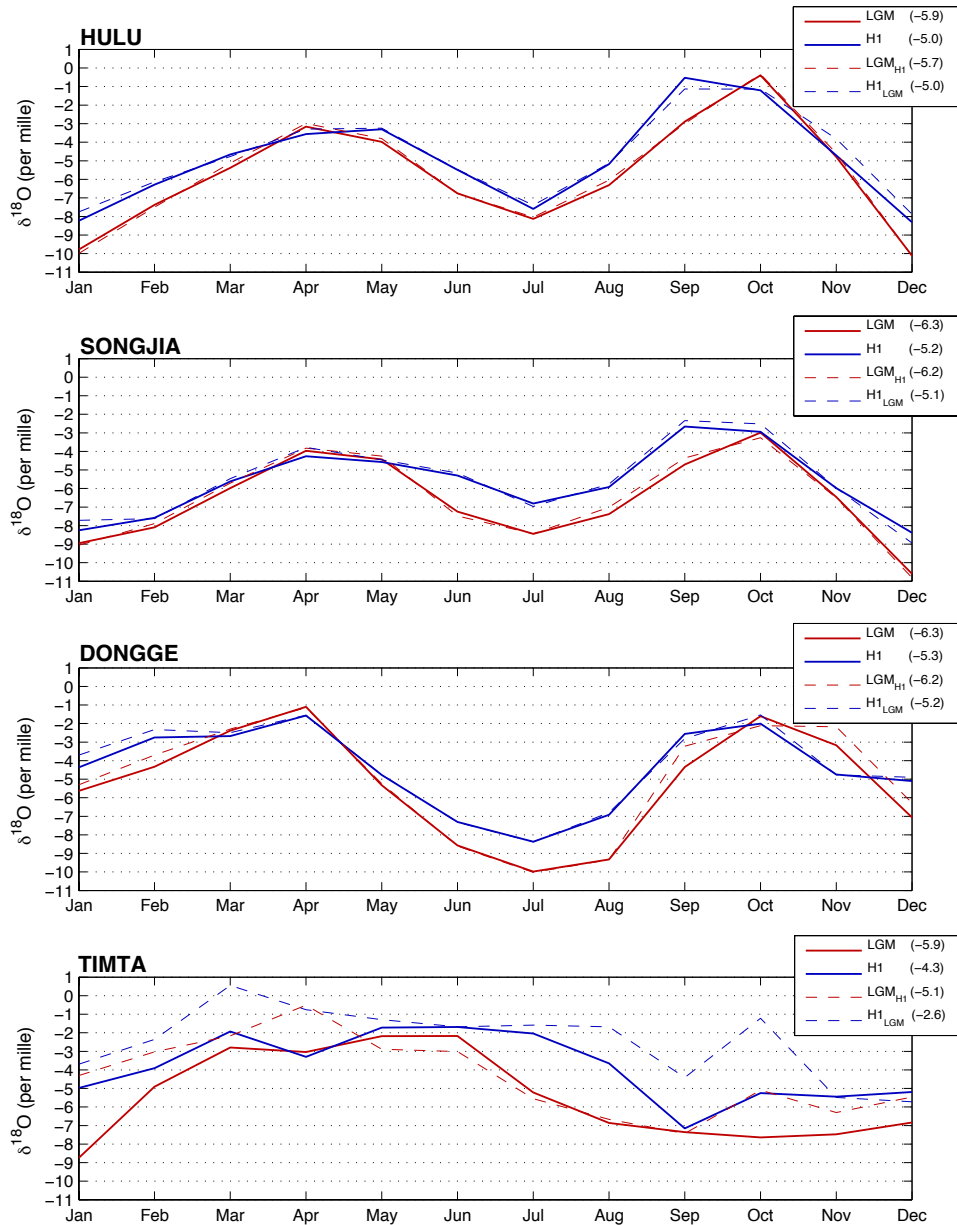 HULU
LGM (−5.9)
H1 (−5.0)
LGM_H1 (−5.7)
H1_LGM (−5.0)
δ18O (per mille)
1
0
−1
−2
−3
−4
−5
−6
−7
−8
−9
−10
−11
Jan Feb Mar Apr May Jun Jul Aug Sep Oct Nov Dec
SONGJIA
LGM (−6.3)
H1 (−5.2)
LGM_H1 (−6.2)
H1_LGM (−5.1)
δ18O (per mille)
1
0
−1
−2
−3
−4
−5
−6
−7
−8
−9
−10
−11
Jan Feb Mar Apr May Jun Jul Aug Sep Oct Nov Dec
DONGGE
LGM (−6.3)
H1 (−5.3)
LGM_H1 (−6.2)
H1_LGM (−5.2)
δ18O (per mille)
1
0
−1
−2
−3
−4
−5
−6
−7
−8
−9
−10
−11
Jan Feb Mar Apr May Jun Jul Aug Sep Oct Nov Dec
TIMTA
LGM (−5.9)
H1 (−4.3)
LGM_H1 (−5.1)
H1_LGM (−2.6)
δ18O (per mille)
1
0
−1
−2
−3
−4
−5
−6
−7
−8
−9
−10
−11
Jan Feb Mar Apr May Jun Jul Aug Sep Oct Nov Dec